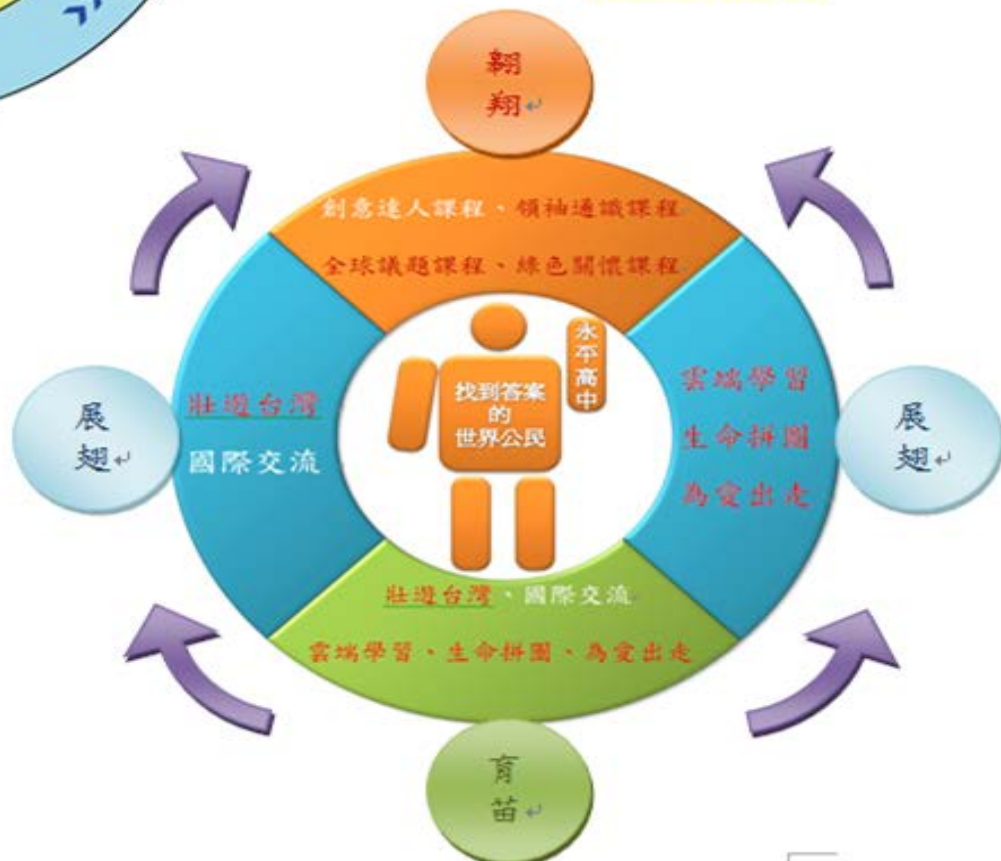 翱
翔
創意達人課程、領袖通識課程
全球議題課程、綠色關懷課程
永平高中
找到答案
的
世界公民
展
翅
壯遊台灣
國際交流
雲端學習
生命拼圖
為愛出走
展
翅
壯遊台灣、國際交流
雲端學習、生命拼圖、為愛出走
育
苗